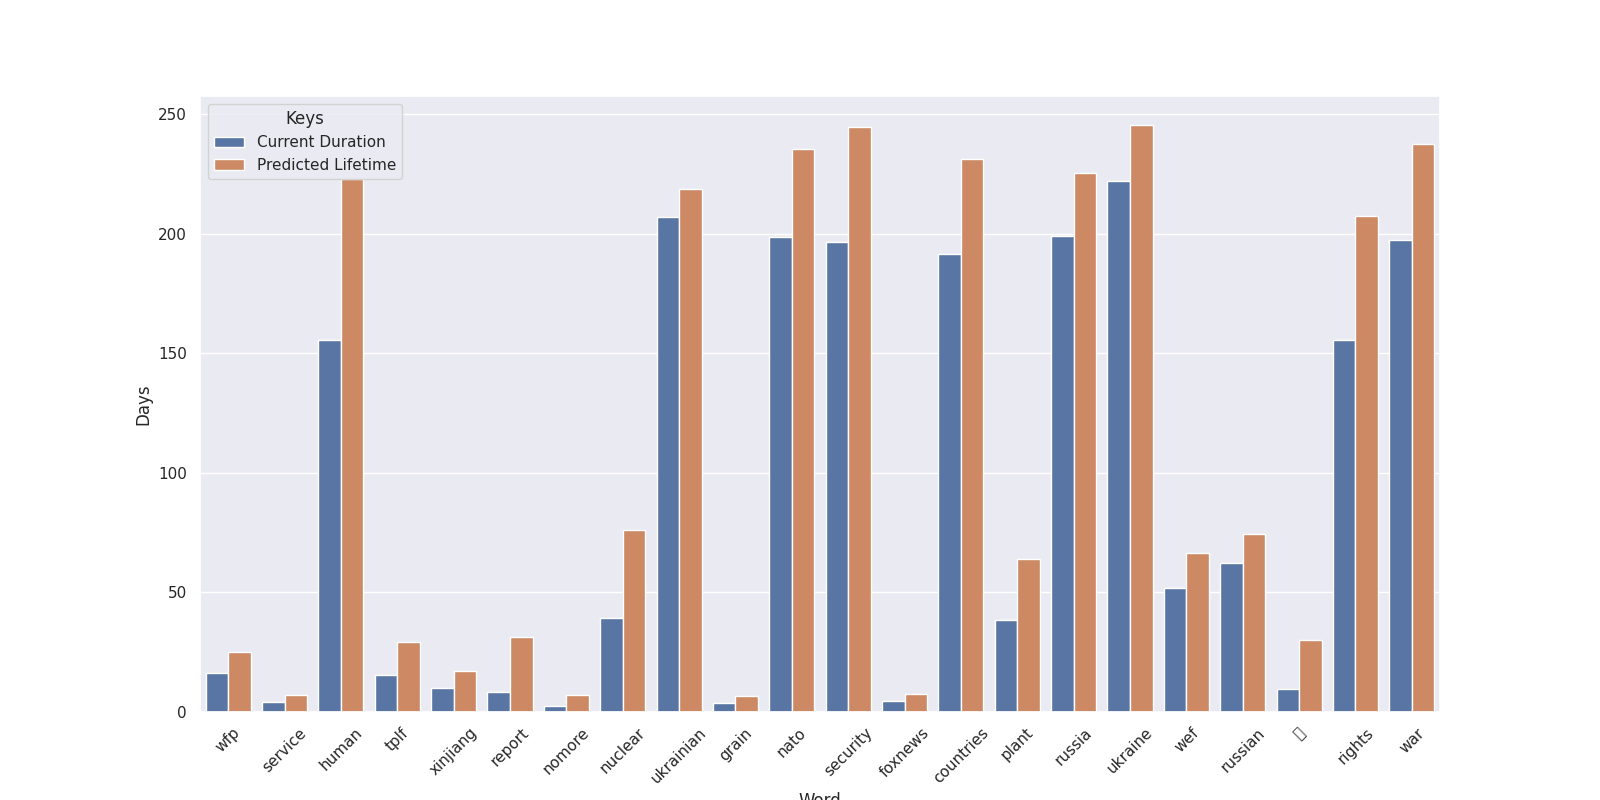 Keys
Current Duration
Predicted Lifetime
250
200
150
100
50
0
Days
wfp
service
human
tplf
xinjiang
report
nomore
nuclear
ukrainian
grain
nato
security
foxnews
countries
plant
russia
ukraine
wef
russian
rights
war
Word